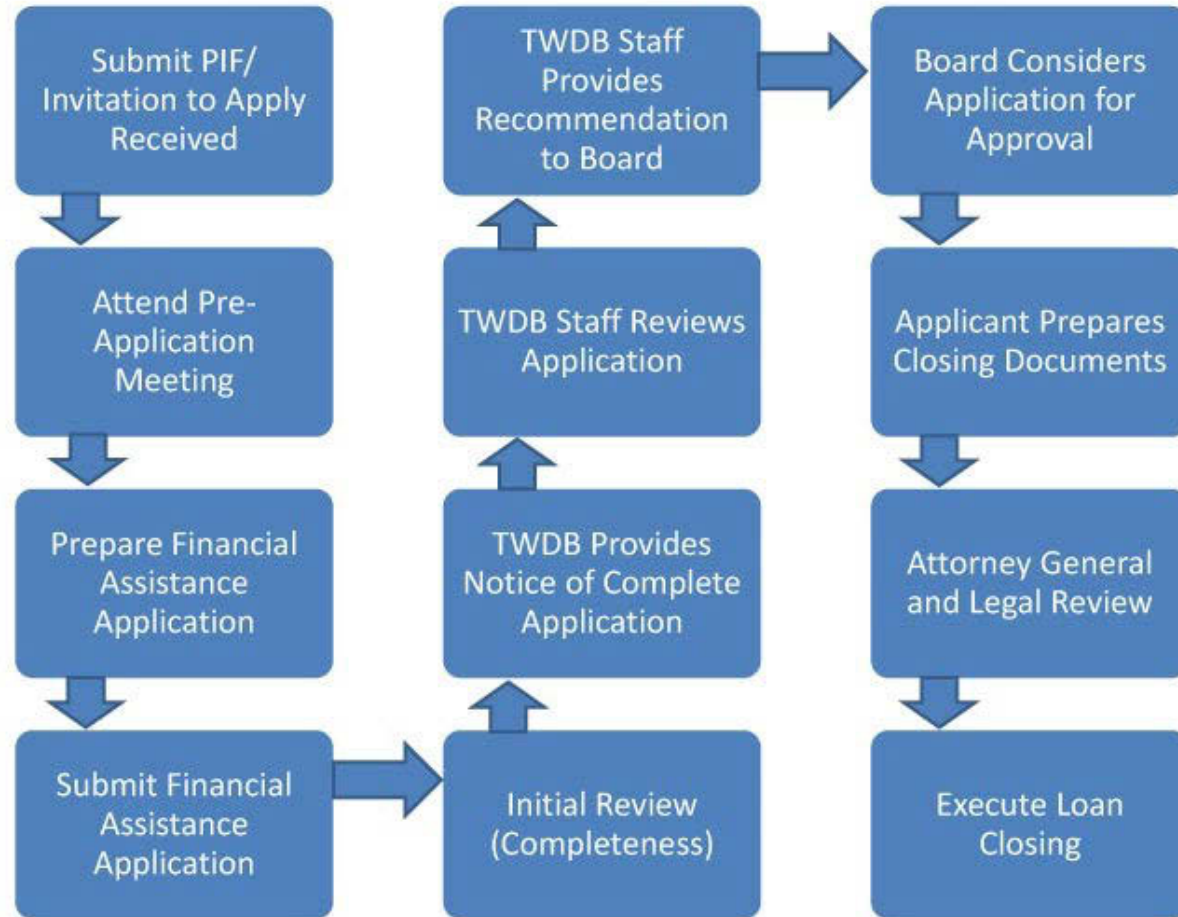 Submit PIF/
Invitation to Apply
Received
Attend Pre-
Application
Meeting
Prepare Financial
Assistance
Application
Submit Financial
Assistance
Application
Initial Review
(Completeness)
TWDB Provides
Notice of Complete
Application
TWDB Staff Reviews
Application
TWDB Staff
Provides
Recommendation
to Board
Board Considers
Application for
Approval
Applicant Prepares
Closing Documents
Attorney General
and Legal Review
Execute Loan
Closing